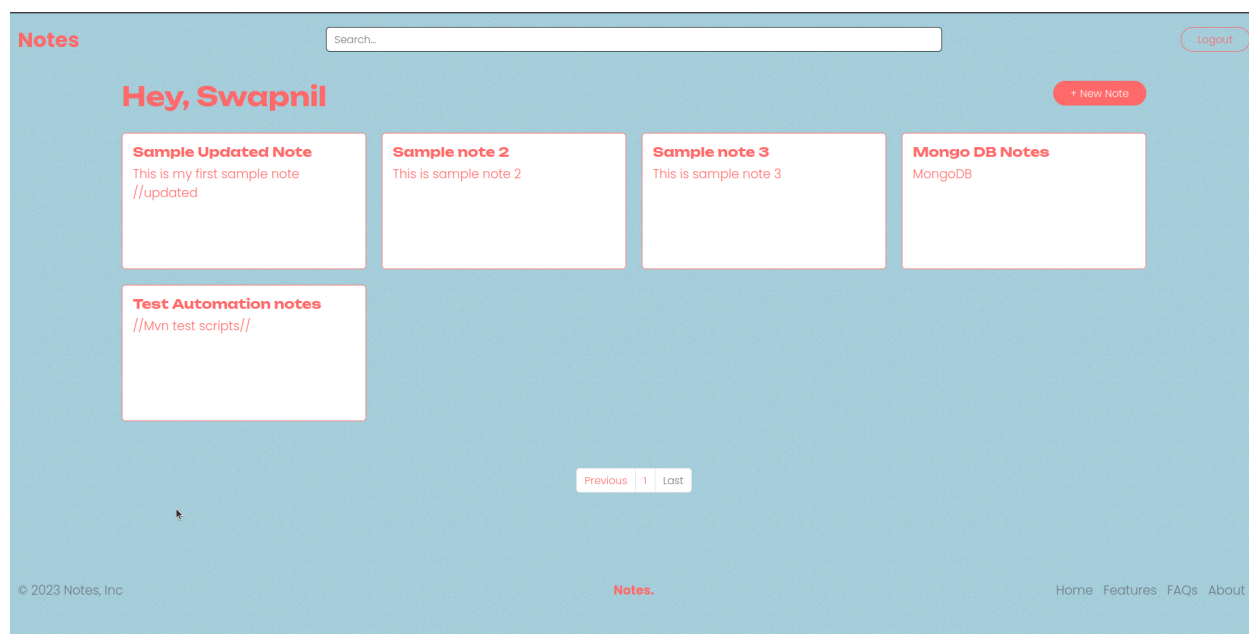 Notes
Search...
Logout
Hey, Swapnil
+ New Note
Sample Updated Note
This is my first sample note
//updated
Sample note 2
This is sample note 2
Sample note 3
This is sample note 3
Mongo DB Notes
MongoDB
Test Automation notes
//Mvn test scripts//
Previous 1 Last
© 2023 Notes, Inc
Notes.
Home Features FAQs About